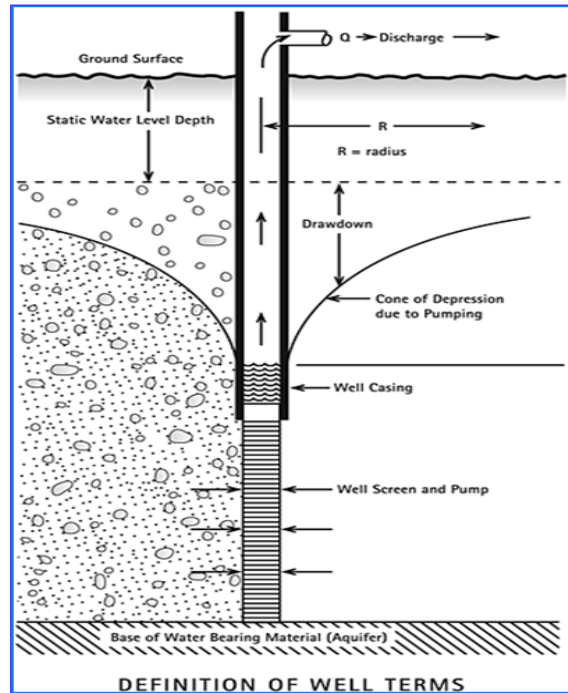 Q → Discharge
Ground Surface
Static Water Level Depth
R
R = radius
Drawdown
Cone of Depression
due to Pumping
Well Casing
Well Screen and Pump
Base of Water Bearing Material (Aquifer)
DEFINITION OF WELL TERMS